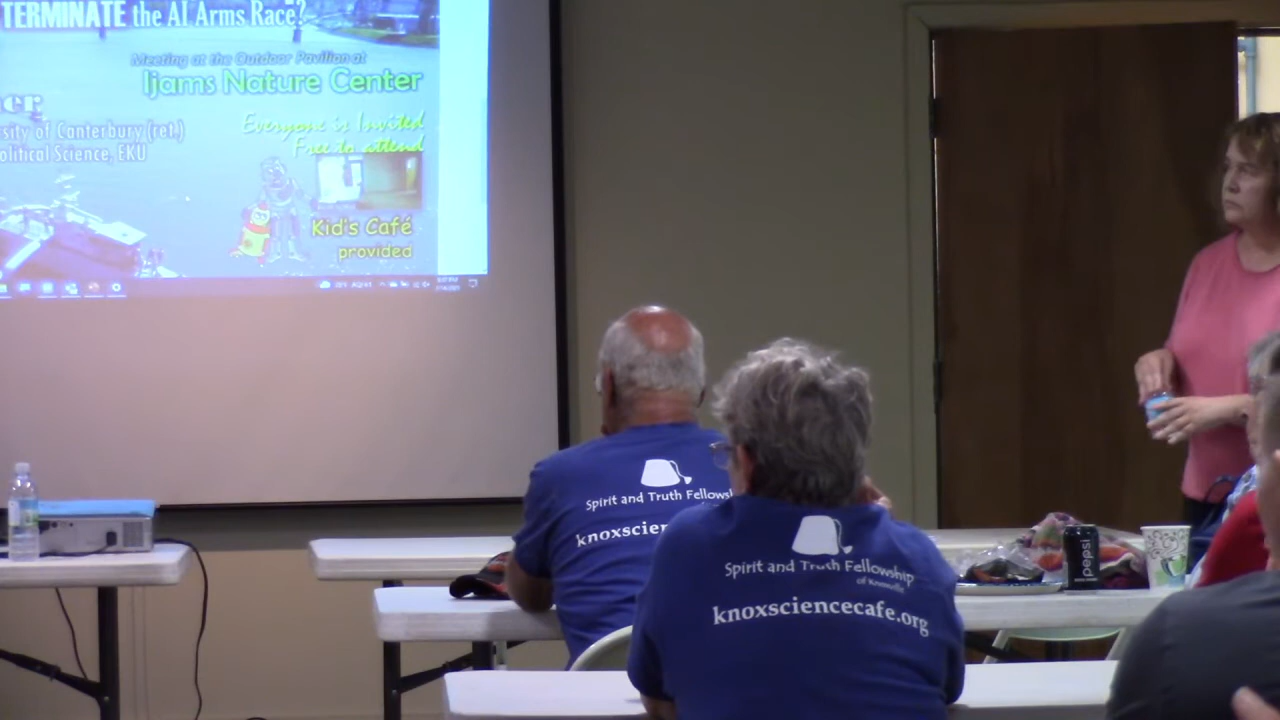 TERMINATE the AI Arms Race?
Meeting at the Outdoor Pavilion at
Ijams Nature Center
sity of Canterbury (ret.)
olitical Science, EKU
Everyone is Invited
Free to attend
Kid's Café
provided
Spirit and Truth Fellowsh
knoxscien
Spirit and Truth Fellowship
of Knoxville
knoxsciencecafe.org
pepsi